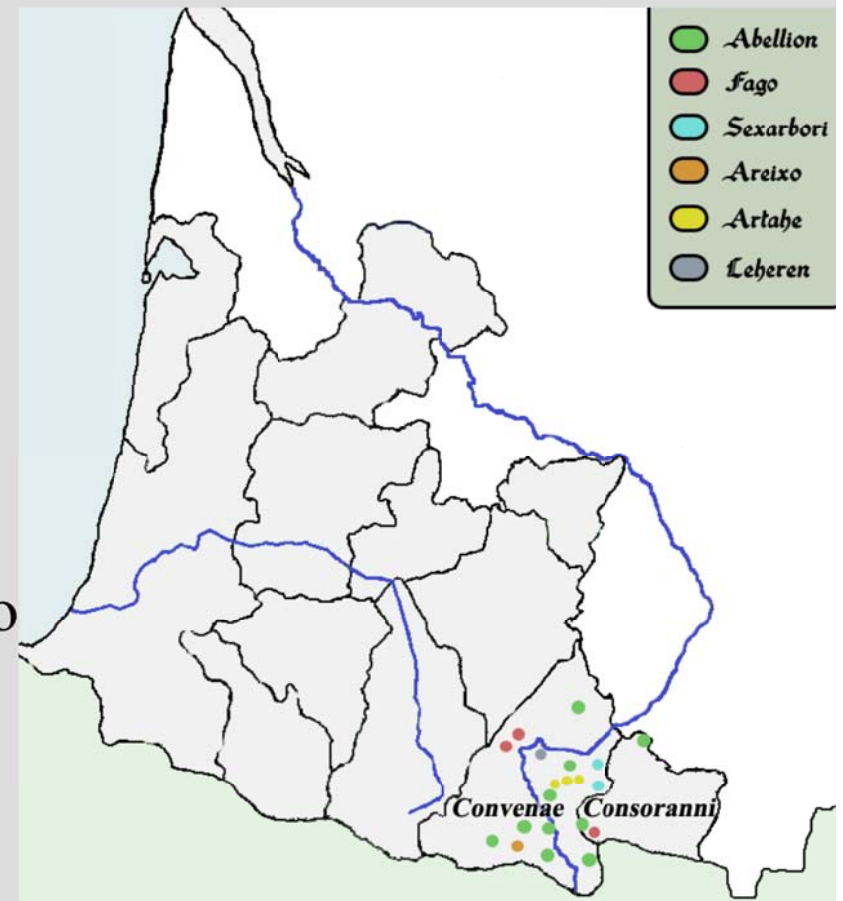 Abellion
Fago
Sexarbori
Areixo
Artahe
Leheren
o
Convenae Consoranni